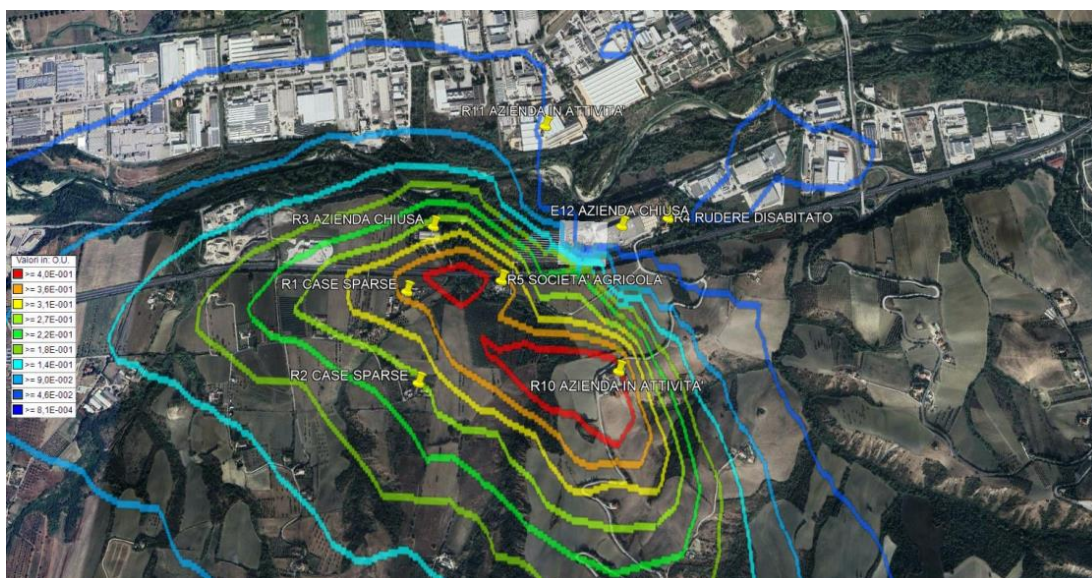 R11 AZIENDA IN ATTIVITA'
E12 AZIENDA CHIUSA
R3 AZIENDA CHIUSA
R4 RUDERE DISABITATO
Valori in: O.U.
>= 4,0E-001
>= 3,6E-001
>= 3,1E-001
>= 2,7E-001
>= 2,2E-001
>= 1,8E-001
>= 1,4E-001
>= 9,0E-002
>= 4,6E-002
>= 8,1E-004
R5 SOCIETA' AGRICOLA
R1 CASE SPARSE
R2 CASE SPARSE
R10 AZIENDA IN ATTIVITA'